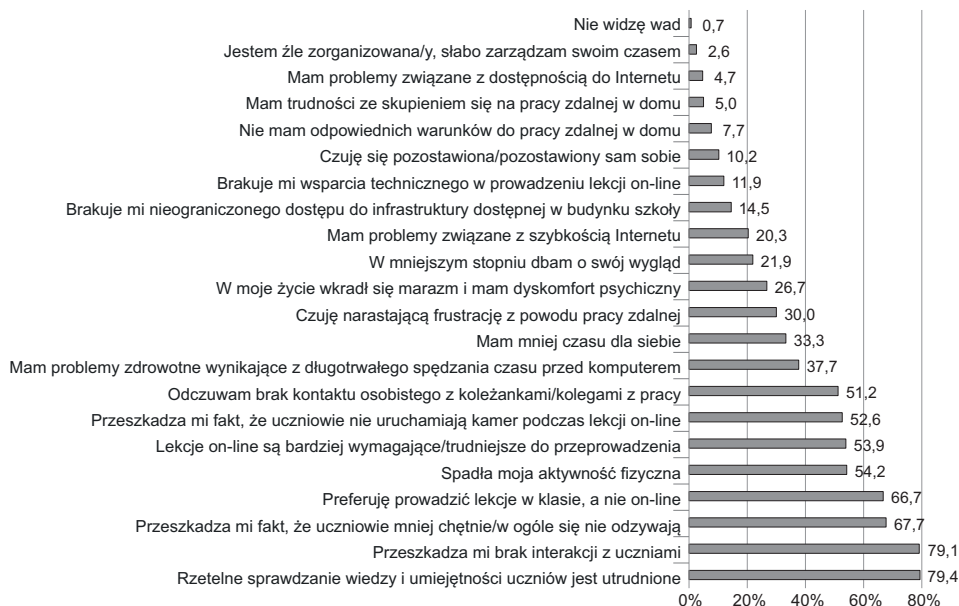 Nie widzę wad 0,7
Jestem źle zorganizowana/y, słabo zarządzam swoim czasem 2,6
Mam problemy związane z dostępnością do Internetu 4,7
Mam trudności ze skupieniem się na pracy zdalnej w domu 5,0
Nie mam odpowiednich warunków do pracy zdalnej w domu 7,7
Czuję się pozostawiona/pozostawiony sam sobie 10,2
Brakuje mi wsparcia technicznego w prowadzeniu lekcji on-line 11,9
Brakuje mi nieograniczonego dostępu do infrastruktury dostępnej w budynku szkoły 14,5
Mam problemy związane z szybkością Internetu 20,3
W mniejszym stopniu dbam o swój wygląd 21,9
W moje życie wkradł się marazm i mam dyskomfort psychiczny 26,7
Czuję narastającą frustrację z powodu pracy zdalnej 30,0
Mam mniej czasu dla siebie 33,3
Mam problemy zdrowotne wynikające z długotrwałego spędzania czasu przed komputerem 37,7
Odczuwam brak kontaktu osobistego z koleżankami/kolegami z pracy 51,2
Przeszkadza mi fakt, że uczniowie nie uruchamiają kamer podczas lekcji on-line 52,6
Lekcje on-line są bardziej wymagające/trudniejsze do przeprowadzenia 53,9
Spadła moja aktywność fizyczna 54,2
Preferuję prowadzić lekcje w klasie, a nie on-line 66,7
Przeszkadza mi fakt, że uczniowie mniej chętnie/w ogóle się nie odzywają 67,7
Przeszkadza mi brak interakcji z uczniami 79,1
Rzetelne sprawdzanie wiedzy i umiejętności uczniów jest utrudnione 79,4
0% 20% 40% 60% 80%